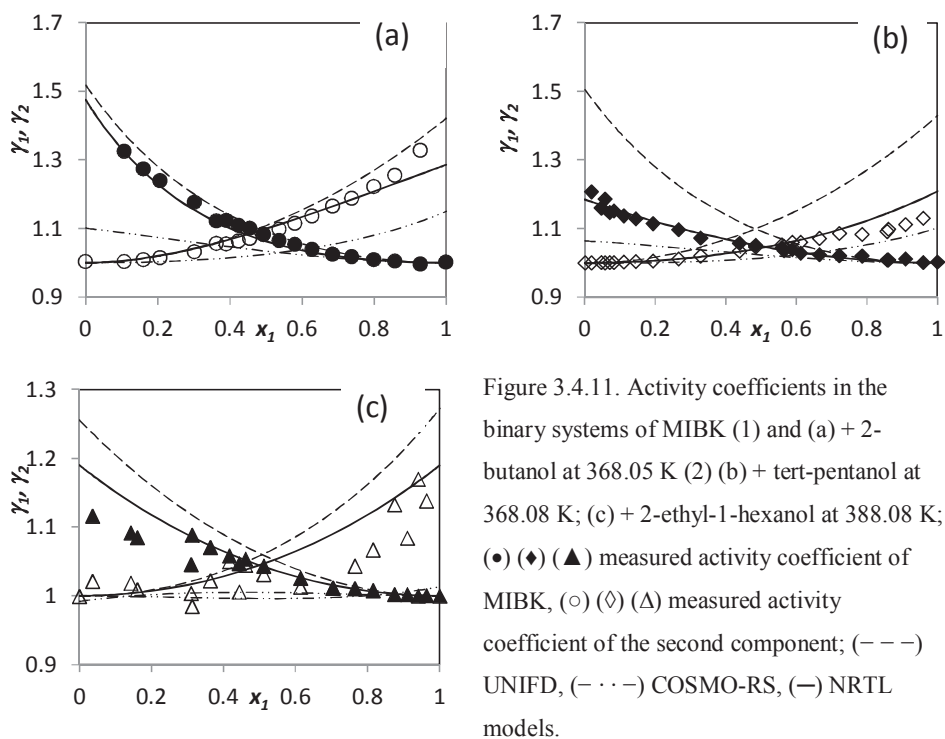 1.7
(a)
1.5
γ₁, γ₂
1.3
1.1
0.9
0 0.2 0.4 x₁ 0.6 0.8 1
1.7
(b)
1.5
γ₁, γ₂
1.3
1.1
0.9
0 0.2 0.4 x₁ 0.6 0.8 1
1.3
(c)
1.2
γ₁, γ₂
1.1
1
0.9
0 0.2 0.4 x₁ 0.6 0.8 1
Figure 3.4.11. Activity coefficients in the
binary systems of MIBK (1) and (a) + 2-
butanol at 368.05 K (2) (b) + tert-pentanol at
368.08 K; (c) + 2-ethyl-1-hexanol at 388.08 K;
(●) (♦) (▲) measured activity coefficient of
MIBK, (○) (◊) (Δ) measured activity
coefficient of the second component; (− − −)
UNIFD, (− · · −) COSMO-RS, (—) NRTL
models.